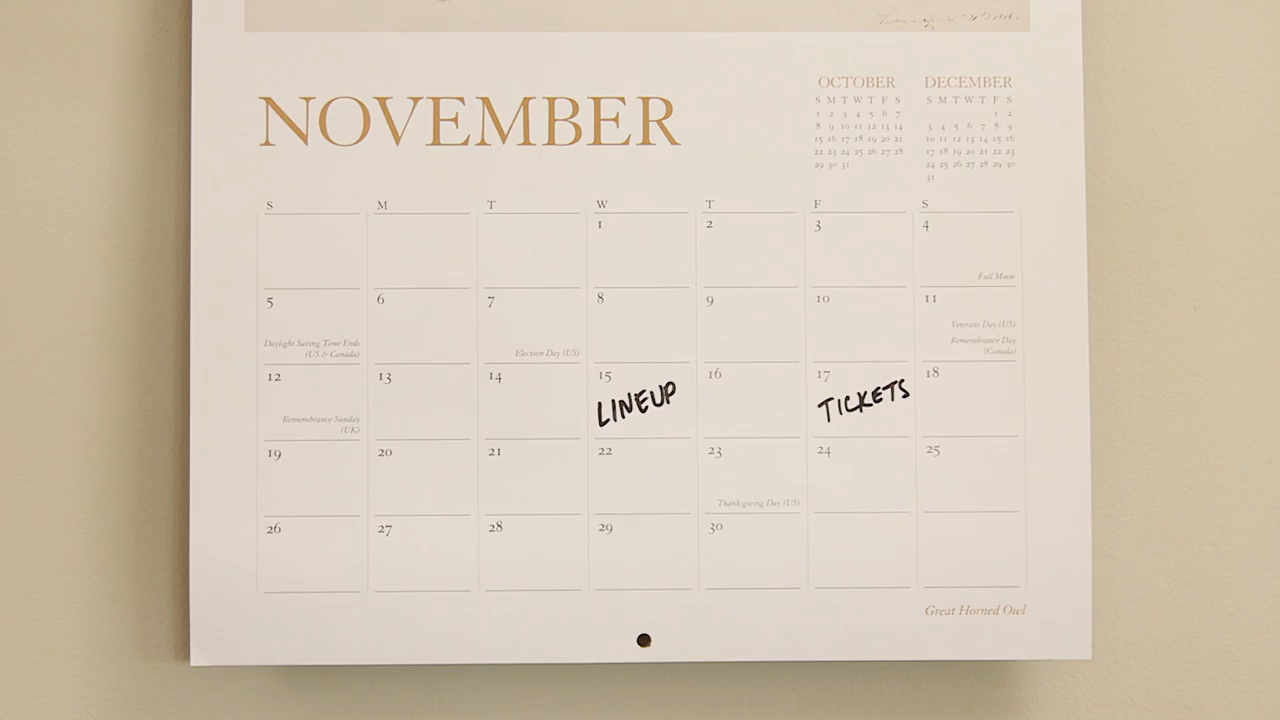 NOVEMBER
OCTOBER
S M T W T F S
1 2 3 4 5 6 7
8 9 10 11 12 13 14
15 16 17 18 19 20 21
22 23 24 25 26 27 28
29 30 31
DECEMBER
S M T W T F S
1 2
3 4 5 6 7 8 9
10 11 12 13 14 15 16
17 18 19 20 21 22 23
24 25 26 27 28 29 30
31
S M T W T F S
1 2 3 4
Full Moon
5 6 7 8 9 10 11
Daylight Saving Time Ends
(US & Canada)
Election Day (US)
Veterans Day (US)
Remembrance Day
(Canada)
12 13 14 15 16 17 18
Remembrance Sunday
(UK)
LINEUP
TICKETS
19 20 21 22 23 24 25
Thanksgiving Day (US)
26 27 28 29 30
Great Horned Owl